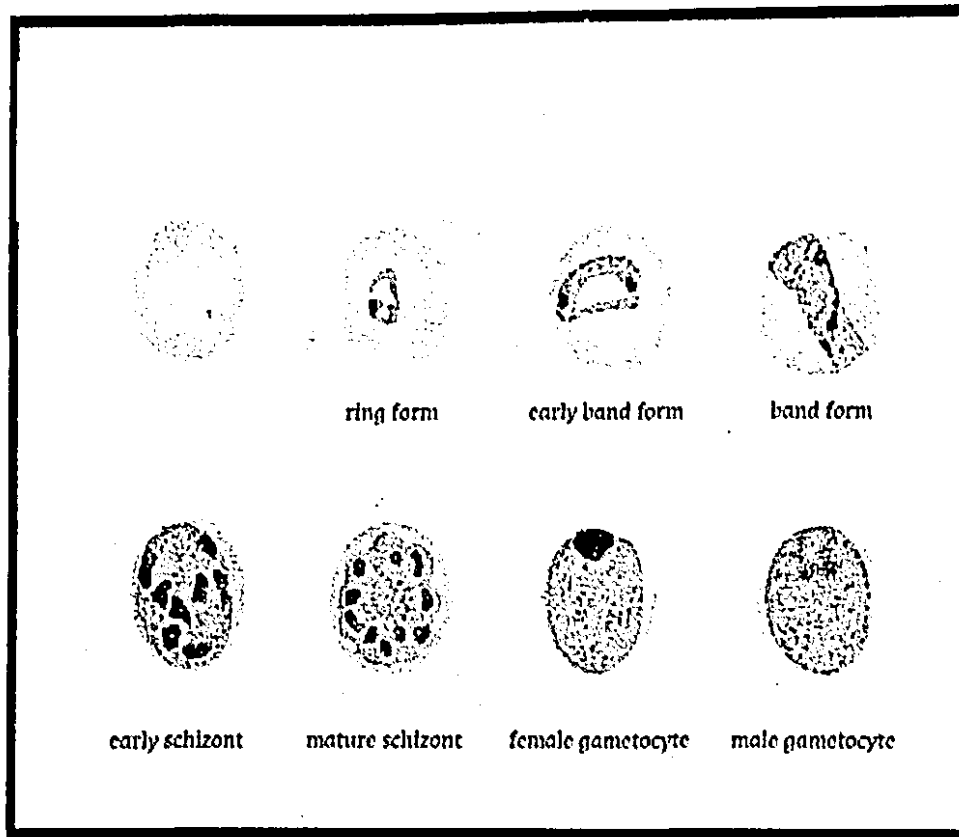 ring form early band form band form
early schizont mature schizont female gametocyte male gametocyte